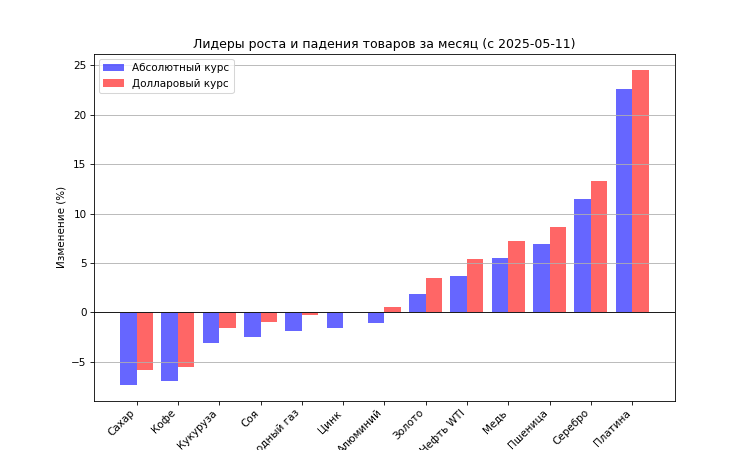 Лидеры роста и падения товаров за месяц (с 2025-05-11)
Абсолютный курс
Долларовый курс
Изменение (%)
25
20
15
10
5
0
−5
Сахар
Кофе
Кукуруза
Соя
одный газ
Цинк
Алюминий
Золото
Нефть WTI
Медь
Пшеница
Серебро
Платина